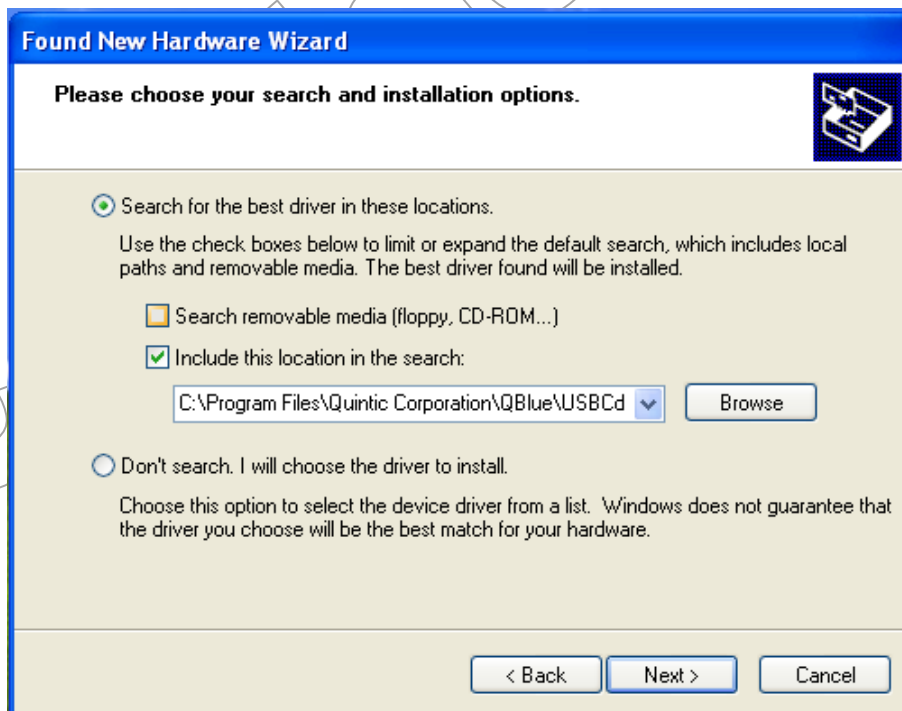 Found New Hardware Wizard
Please choose your search and installation options.
Search for the best driver in these locations.
Use the check boxes below to limit or expand the default search, which includes local
paths and removable media. The best driver found will be installed.
Search removable media (floppy, CD-ROM...)
Include this location in the search:
C:\Program Files\Quintic Corporation\QBlue\USBCd
Browse
Don't search. I will choose the driver to install.
Choose this option to select the device driver from a list.  Windows does not guarantee that
the driver you choose will be the best match for your hardware.
< Back
Next >
Cancel